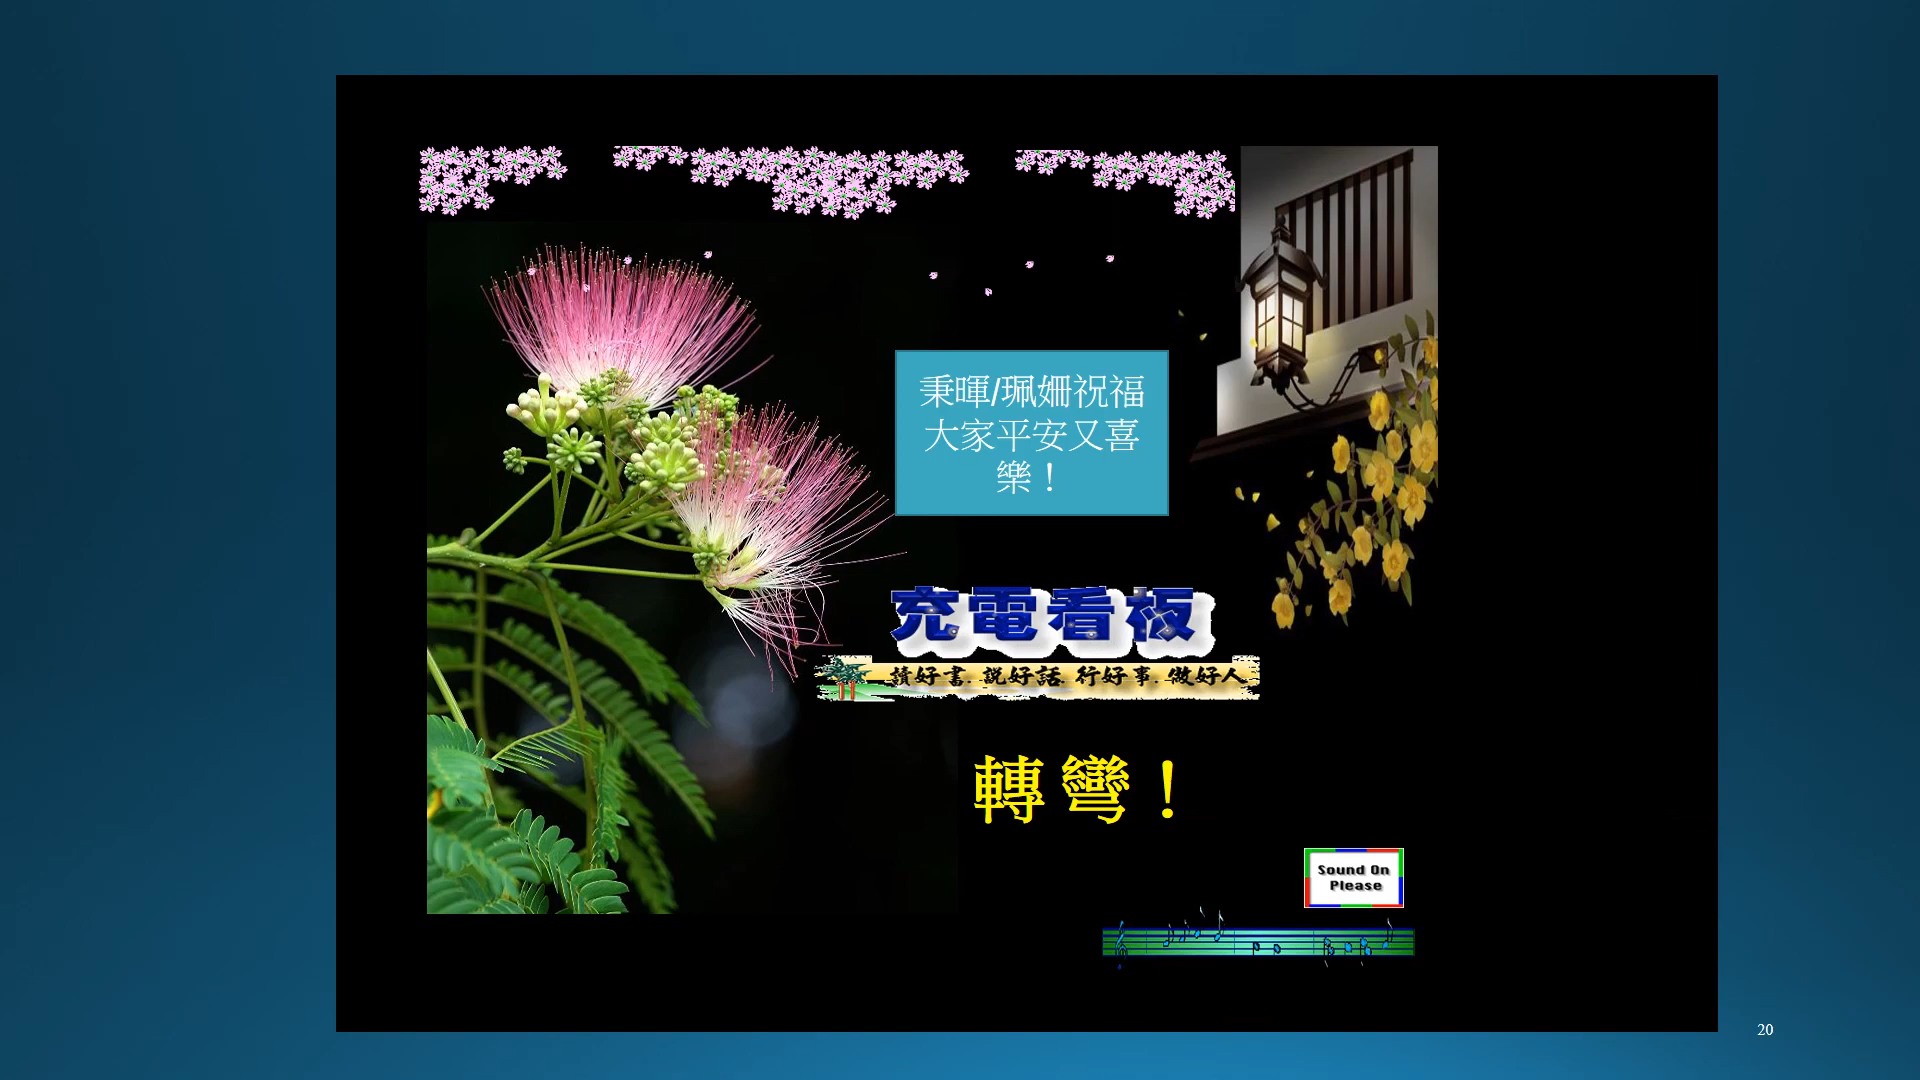 秉暉/珮姍祝福
大家平安又喜
樂！
充電看板
讀好書.說好話.行好事.做好人.
轉彎！
Sound On
Please
20